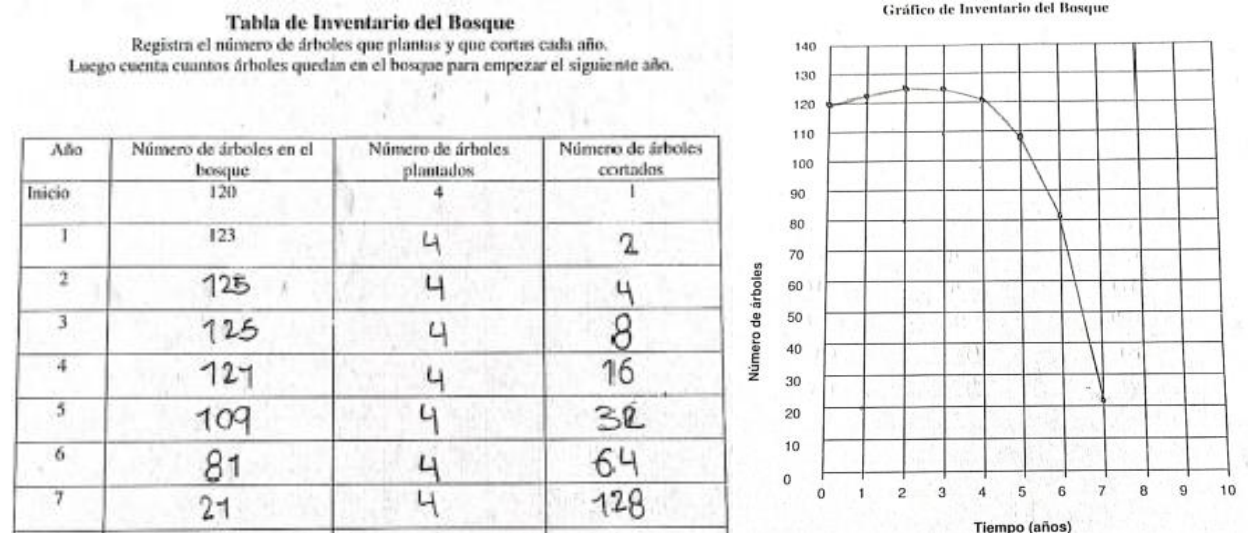 Tabla de Inventario del Bosque
Registra el número de árboles que plantas y que cortas cada año.
Luego cuenta cuantos árboles quedan en el bosque para empezar el siguiente año.
Año Número de árboles en el bosque Número de árboles plantados Número de árboles cortados
Inicio 120 4 1
1 123 4 2
2 125 4 4
3 125 4 8
4 121 4 16
5 109 4 32
6 81 4 64
7 21 4 128
Gráfico de Inventario del Bosque
Número de árboles
140
130
120
110
100
90
80
70
60
50
40
30
20
10
0
0 1 2 3 4 5 6 7 8 9 10
Tiempo (años)